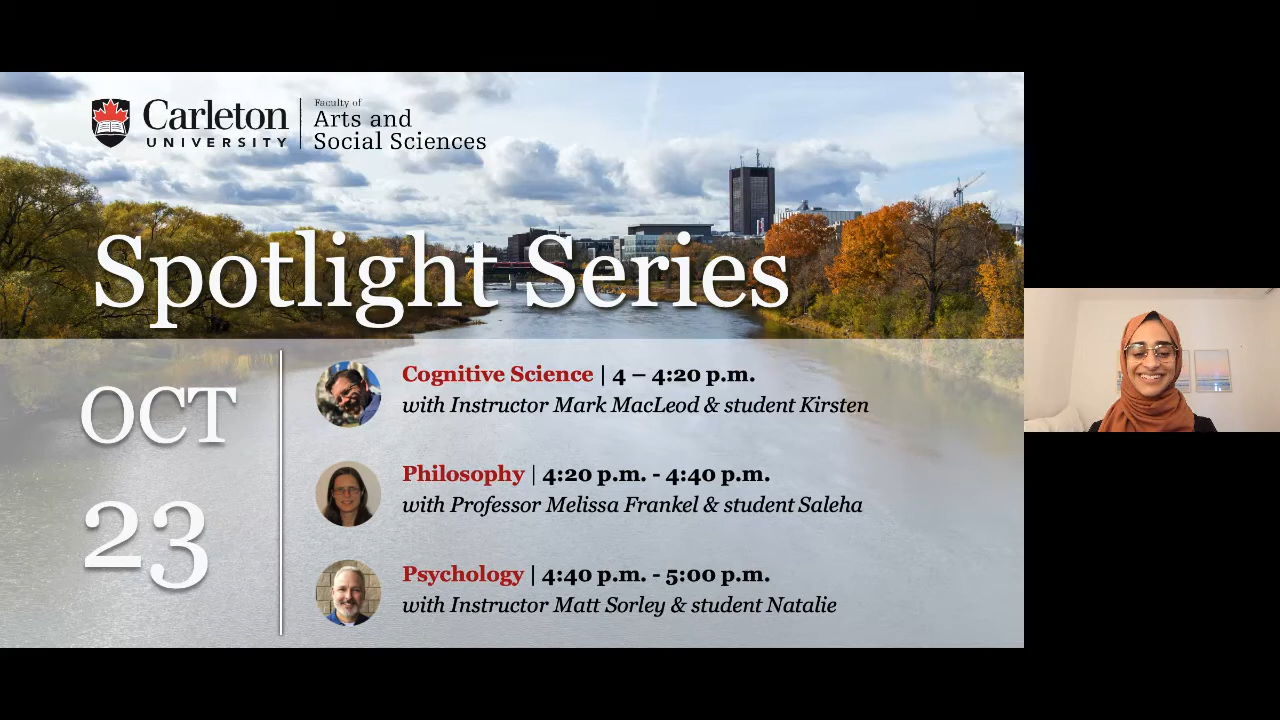 Carleton
UNIVERSITY
Faculty of
Arts and
Social Sciences
Spotlight Series
OCT
23
Cognitive Science | 4 – 4:20 p.m.
with Instructor Mark MacLeod & student Kirsten
Philosophy | 4:20 p.m. - 4:40 p.m.
with Professor Melissa Frankel & student Saleha
Psychology | 4:40 p.m. - 5:00 p.m.
with Instructor Matt Sorley & student Natalie